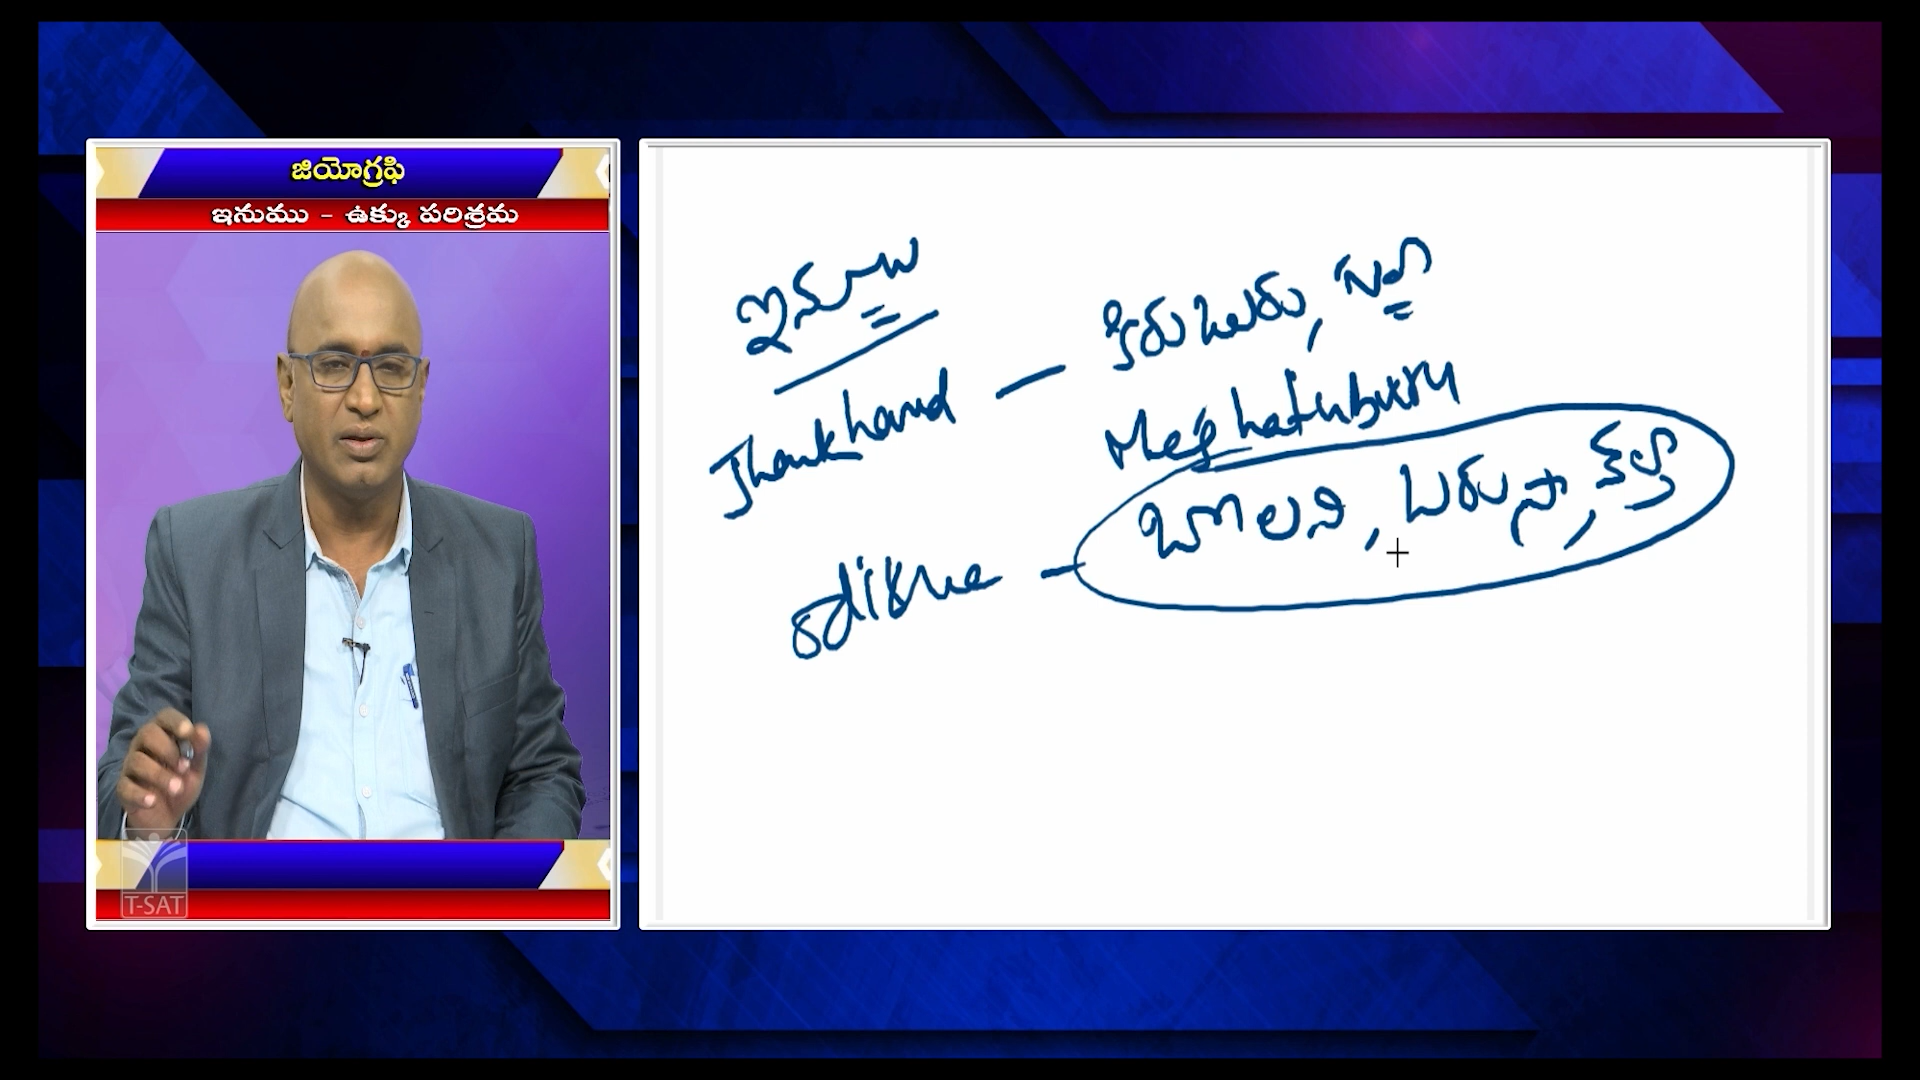 జియోగ్రఫి
ఇనుము - ఉక్కు పరిశ్రమ
ఇనుము
Jharkhand - కిరుబురు,
Meghatuburu
odisha - బొలని, బరుసా,
T-SAT